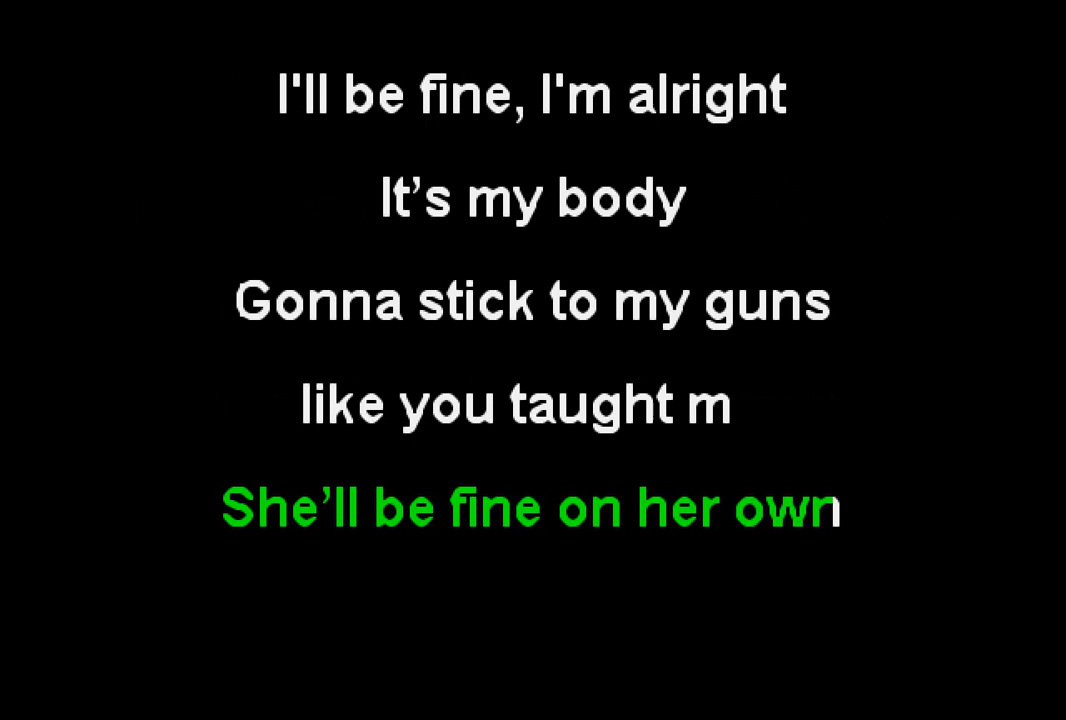 I'll be fine, I'm alright
It’s my body
Gonna stick to my guns
like you taught m
She’ll be fine on her own